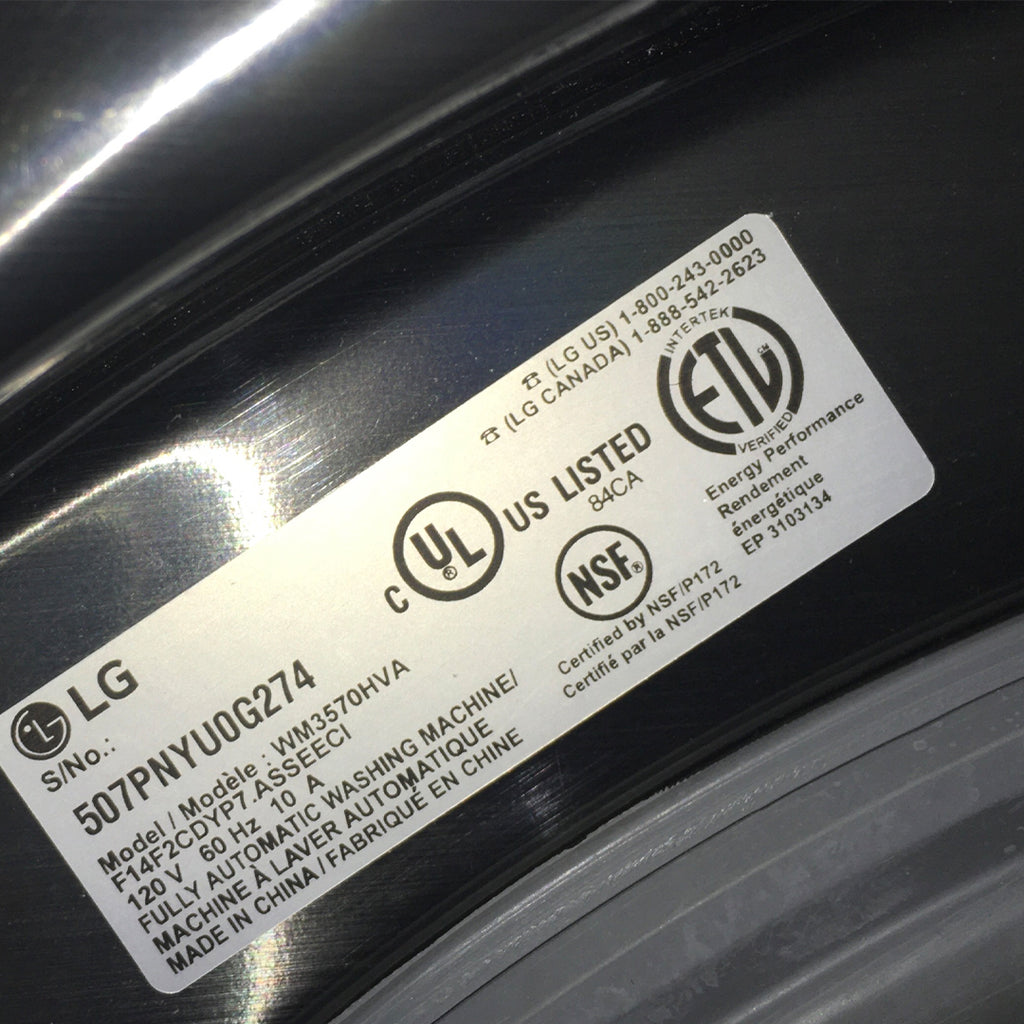 LG
S/No.:
507PNYU0G274
Model / Modèle : WM3570HVA
F14F2CDYP7.ASSEECI
120 V 60 Hz 10 A
FULLY AUTOMATIC WASHING MACHINE/
MACHINE À LAVER AUTOMATIQUE
MADE IN CHINA / FABRIQUÉ EN CHINE
☎ (LG US) 1-800-243-0000
☎ (LG CANADA) 1-888-542-2623
C UL® US LISTED
84CA
NSF®
Certified by NSF/P172
Certifié par la NSF/P172
INTERTEK
ETL CM
VERIFIED
Energy Performance
Rendement
énergétique
EP 3103134